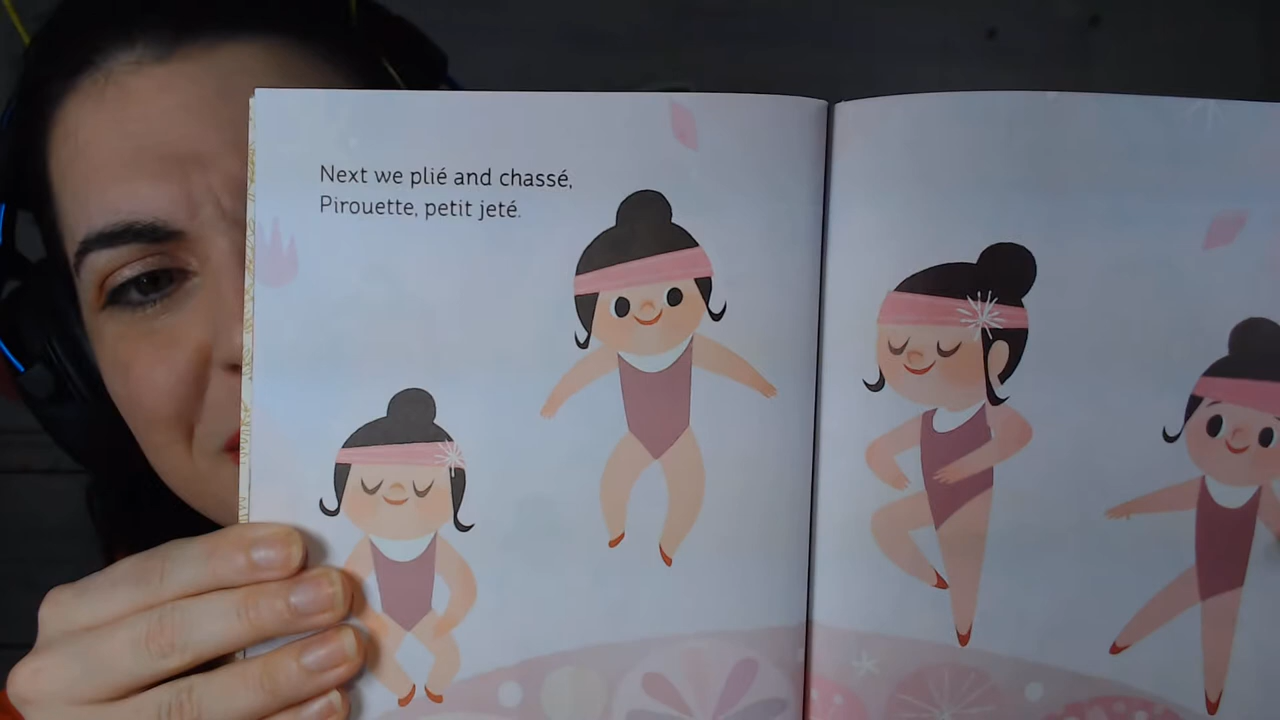 Next we plié and chassé,
Pirouette, petit jeté.